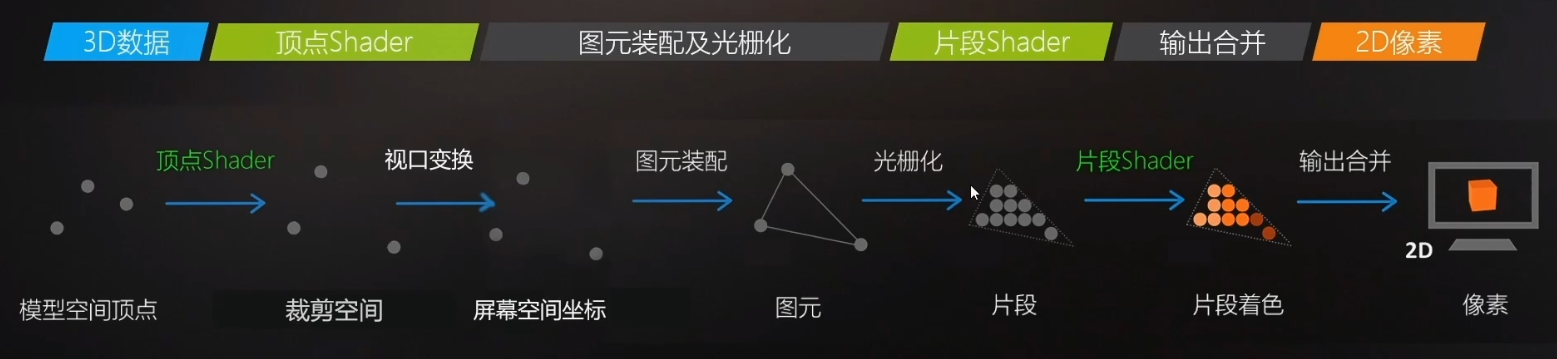 3D数据
顶点Shader
图元装配及光栅化
片段Shader
输出合并
2D像素
顶点Shader
视口变换
图元装配
光栅化
片段Shader
输出合并
2D
模型空间顶点
裁剪空间
屏幕空间坐标
图元
片段
片段着色
像素